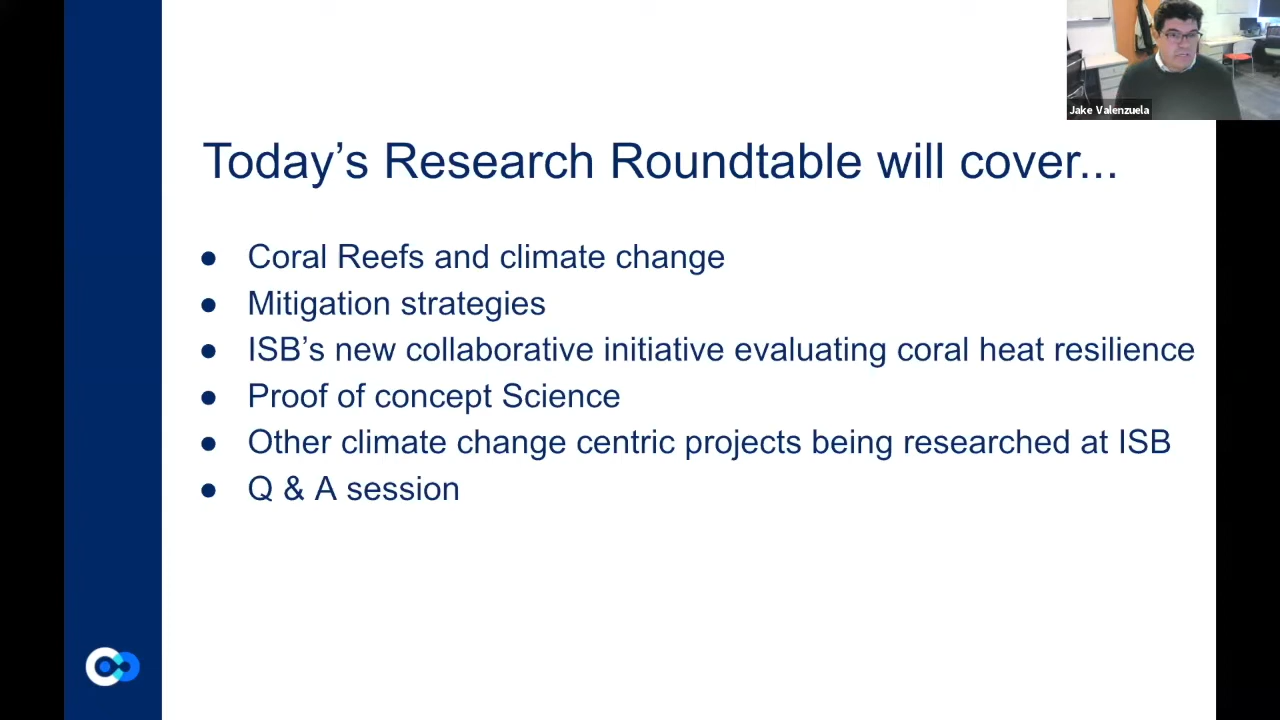 Jake Valenzuela
Today’s Research Roundtable will cover...
● Coral Reefs and climate change
● Mitigation strategies
● ISB’s new collaborative initiative evaluating coral heat resilience
● Proof of concept Science
● Other climate change centric projects being researched at ISB
● Q & A session